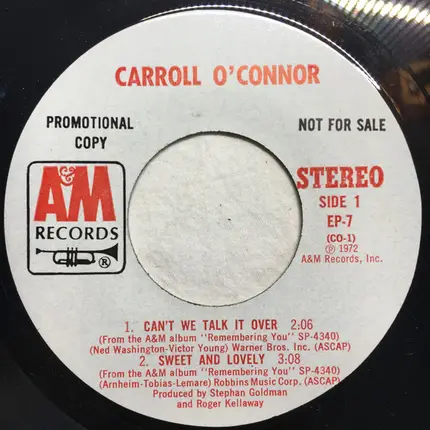 CARROLL O'CONNOR
PROMOTIONAL
COPY
NOT FOR SALE
A&M
RECORDS
®
STEREO
SIDE 1
EP-7
(CO-1)
℗ 1972
A&M Records, Inc.
1. CAN'T WE TALK IT OVER 2:06
(From the A&M album "Remembering You" SP-4340)
(Ned Washington-Victor Young) Warner Bros. Inc. (ASCAP)
2. SWEET AND LOVELY 3:08
(From the A&M album "Remembering You" SP-4340)
(Arnheim-Tobias-Lemare) Robbins Music Corp. (ASCAP)
Produced by Stephan Goldman
and Roger Kellaway